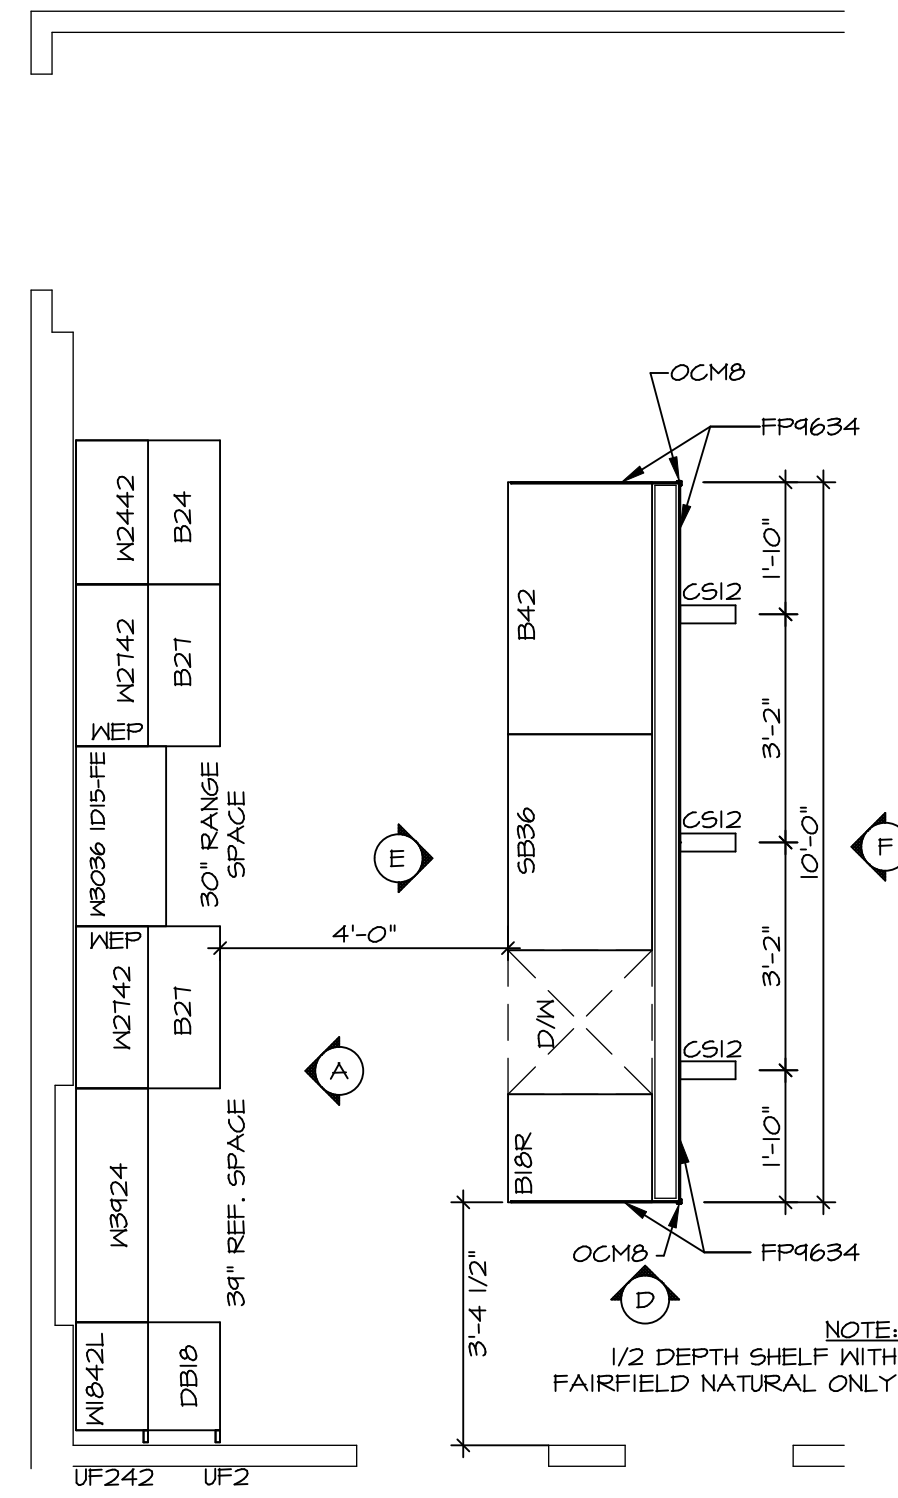 OCM8
FP9634
W2442
B24
1'-10"
CS12
B42
W2742
B27
WEP
3'-2"
W3036 1D15-FE
30" RANGE
SPACE
SB36
CS12
10'-0"
E
F
WEP
4'-0"
W2742
B27
D/W
3'-2"
CS12
A
1'-10"
B18R
W3924
39" REF. SPACE
OCM8
FP9634
D
3'-4 1/2"
NOTE:
1/2 DEPTH SHELF WITH
FAIRFIELD NATURAL ONLY
W1842L
DB18
UF242
UF2